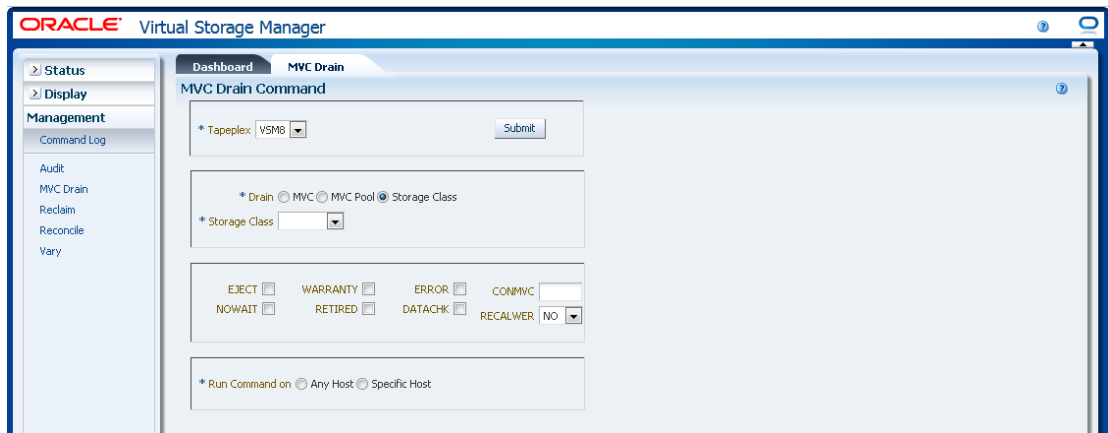 ORACLE Virtual Storage Manager
Status
Display
Management
Command Log
Audit
MVC Drain
Reclaim
Reconcile
Vary
Dashboard MVC Drain
MVC Drain Command
* Tapeplex VSM8 Submit
* Drain MVC MVC Pool Storage Class
* Storage Class
EJECT WARRANTY ERROR CONMVC
NOWAIT RETIRED DATACHK RECALWER NO
* Run Command on Any Host Specific Host